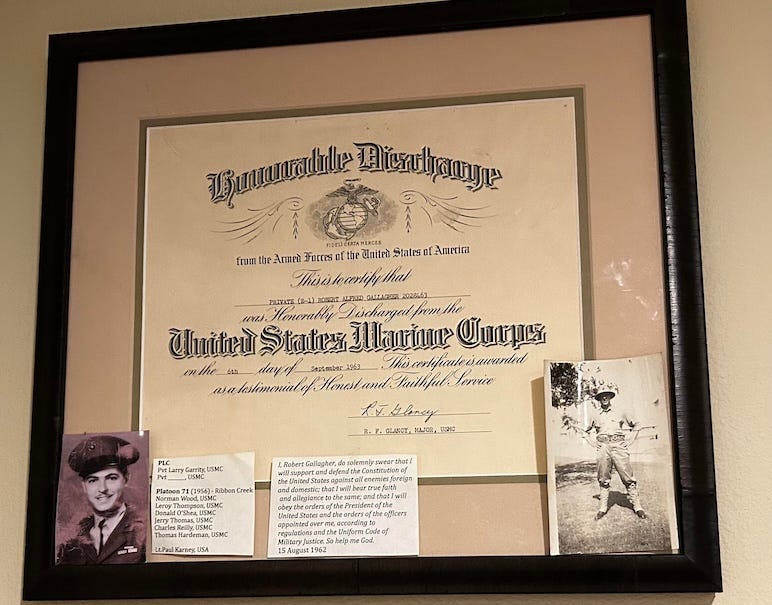 Honorable Discharge
FIDELI CERTA MERCES
from the Armed Forces of the United States of America
This is to certify that
PRIVATE (E-1) ROBERT ALFRED GALLAGHER 2028463
was Honorably Discharged from the
United States Marine Corps
on the 6th day of September 1963 This certificate is awarded
as a testimonial of Honest and Faithful Service
R F Glancy
R. F. GLANCY, MAJOR, USMC
PLC
Pvt Larry Garrity, USMC
Pvt _____, USMC
Platoon 71 (1956) - Ribbon Creek
Norman Wood, USMC
Leroy Thompson, USMC
Donald O'Shea, USMC
Jerry Thomas, USMC
Charles Reilly, USMC
Thomas Hardeman, USMC
Lt.Paul Karney, USA
I, Robert Gallagher, do solemnly swear that I
will support and defend the Constitution of
the United States against all enemies foreign
and domestic; that I will bear true faith
and allegiance to the same; and that I will
obey the orders of the President of the
United States and the orders of the officers
appointed over me, according to
regulations and the Uniform Code of
Military Justice. So help me God.
15 August 1962